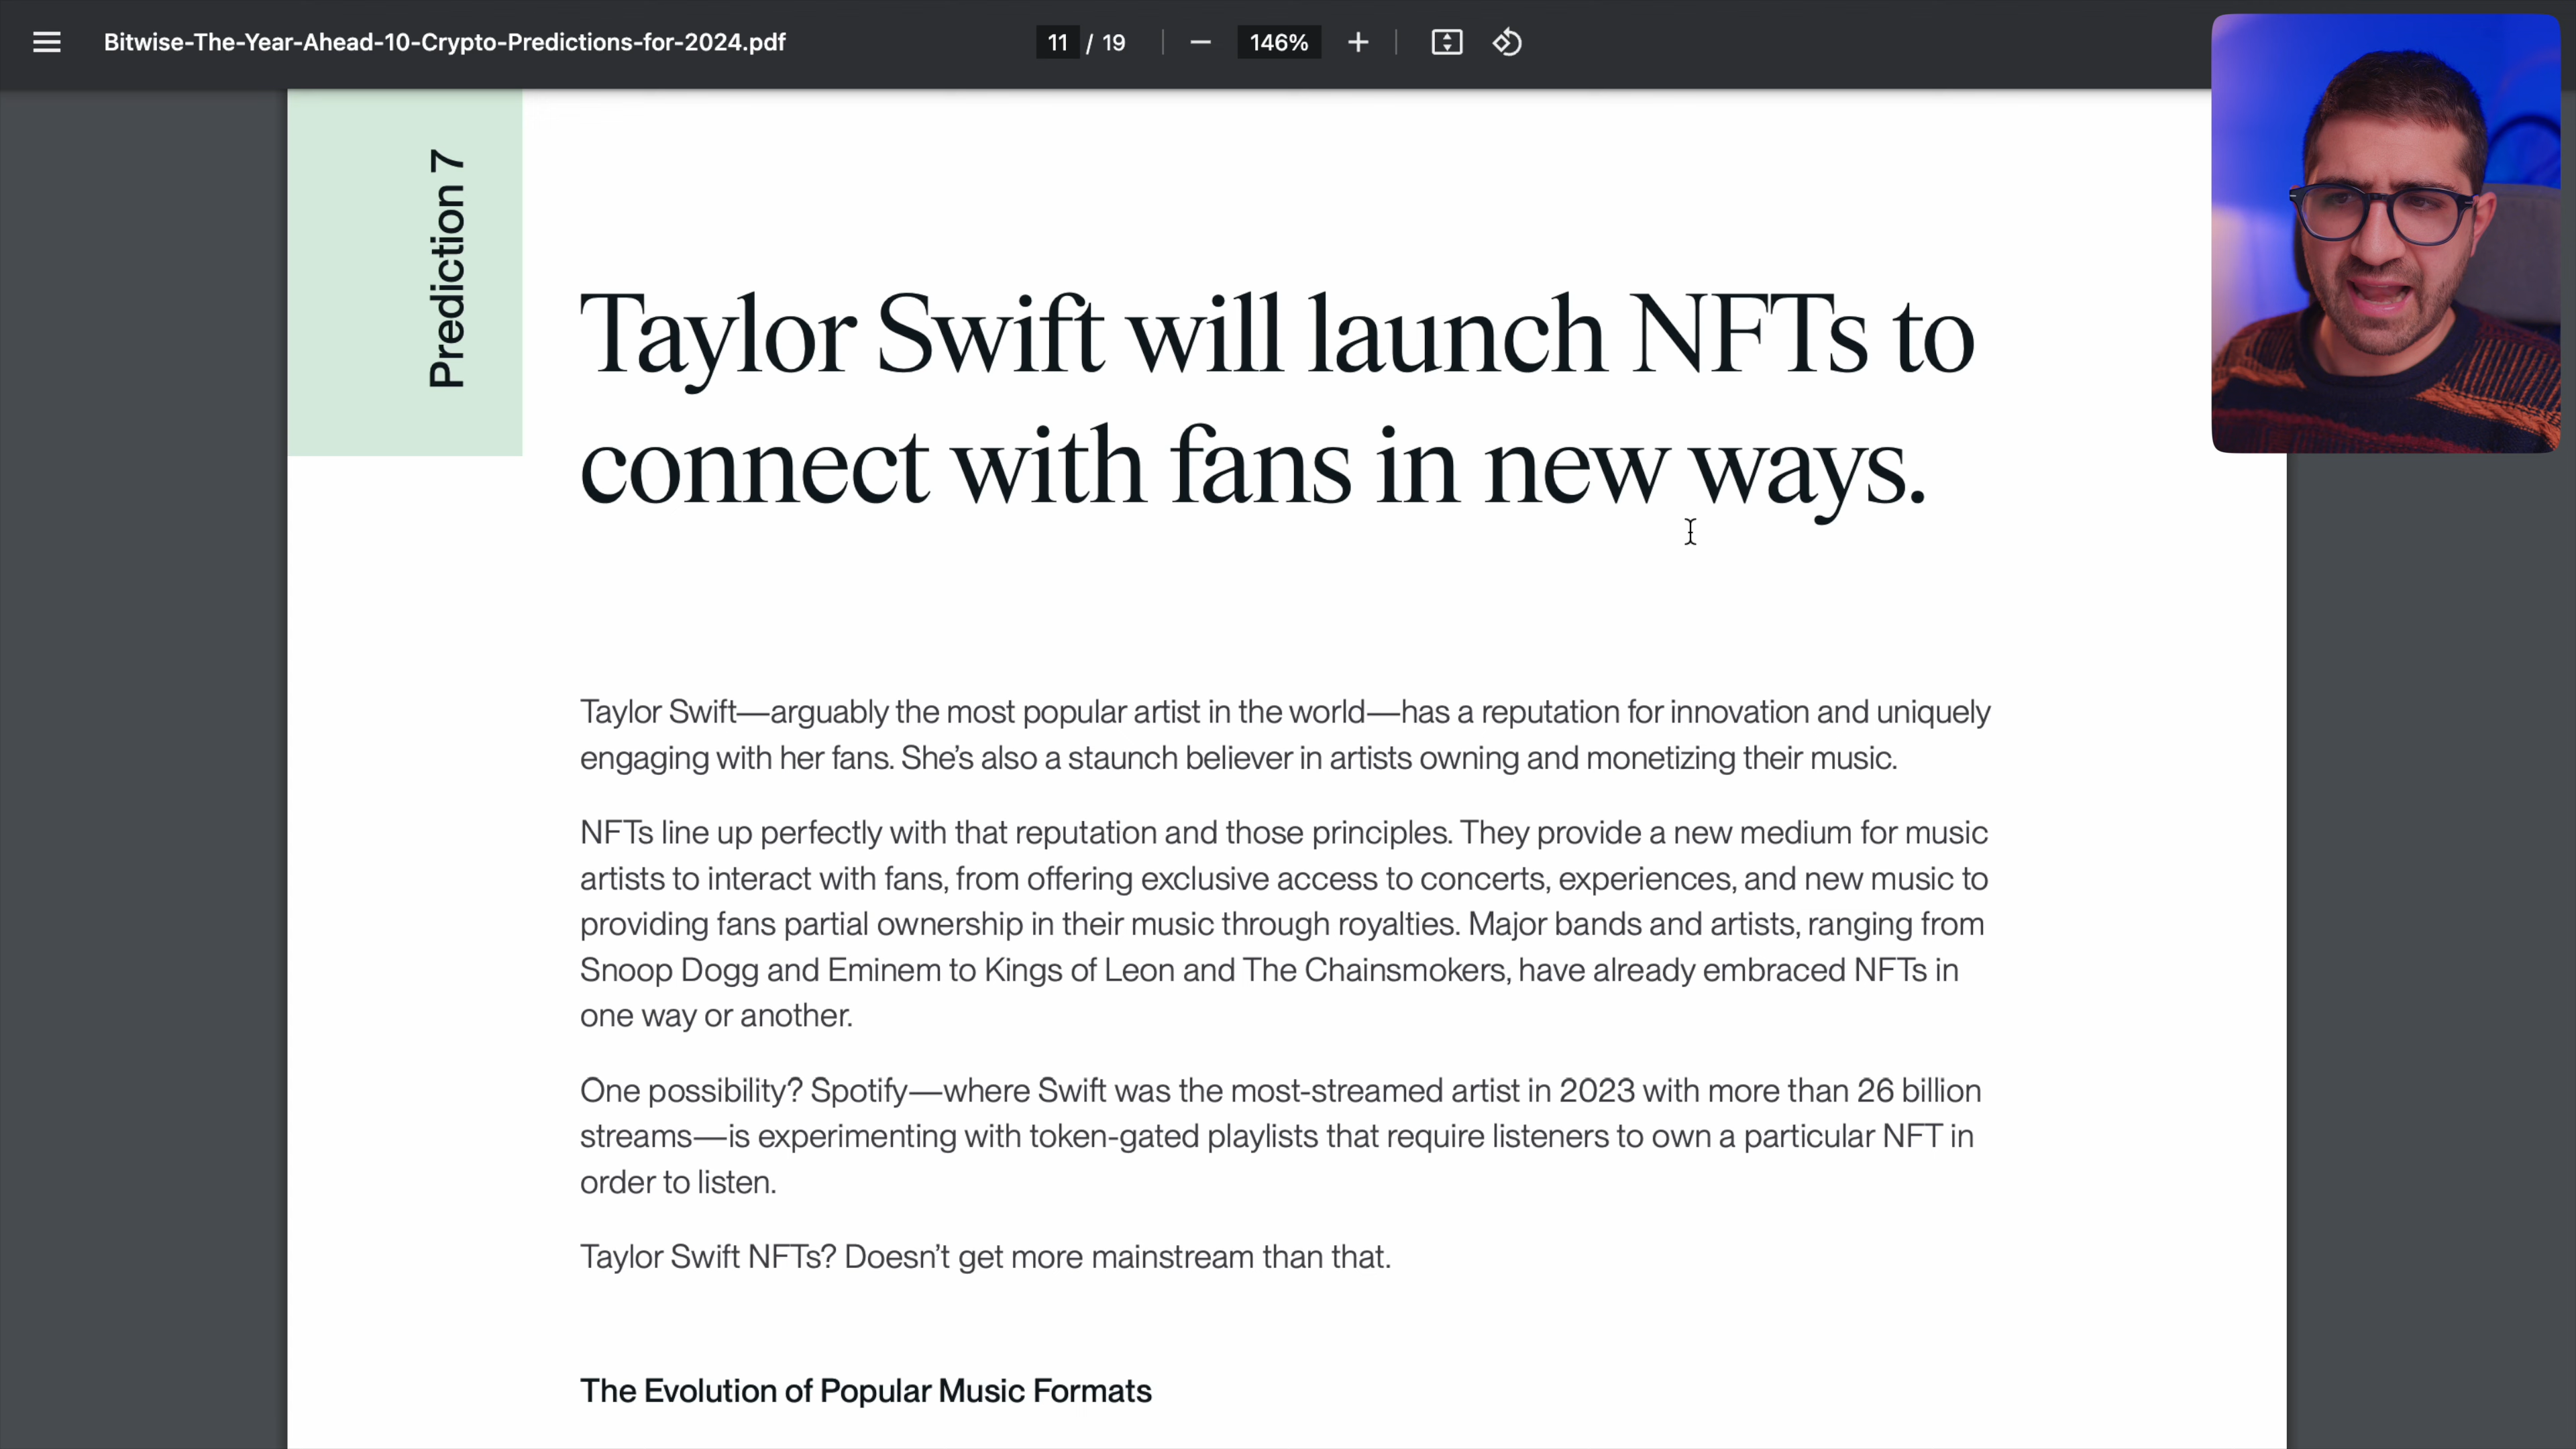 Bitwise-The-Year-Ahead-10-Crypto-Predictions-for-2024.pdf
11 / 19
146%
Prediction 7
Taylor Swift will launch NFTs to
connect with fans in new ways.
Taylor Swift—arguably the most popular artist in the world—has a reputation for innovation and uniquely
engaging with her fans. She’s also a staunch believer in artists owning and monetizing their music.
NFTs line up perfectly with that reputation and those principles. They provide a new medium for music
artists to interact with fans, from offering exclusive access to concerts, experiences, and new music to
providing fans partial ownership in their music through royalties. Major bands and artists, ranging from
Snoop Dogg and Eminem to Kings of Leon and The Chainsmokers, have already embraced NFTs in
one way or another.
One possibility? Spotify—where Swift was the most-streamed artist in 2023 with more than 26 billion
streams—is experimenting with token-gated playlists that require listeners to own a particular NFT in
order to listen.
Taylor Swift NFTs? Doesn’t get more mainstream than that.
The Evolution of Popular Music Formats